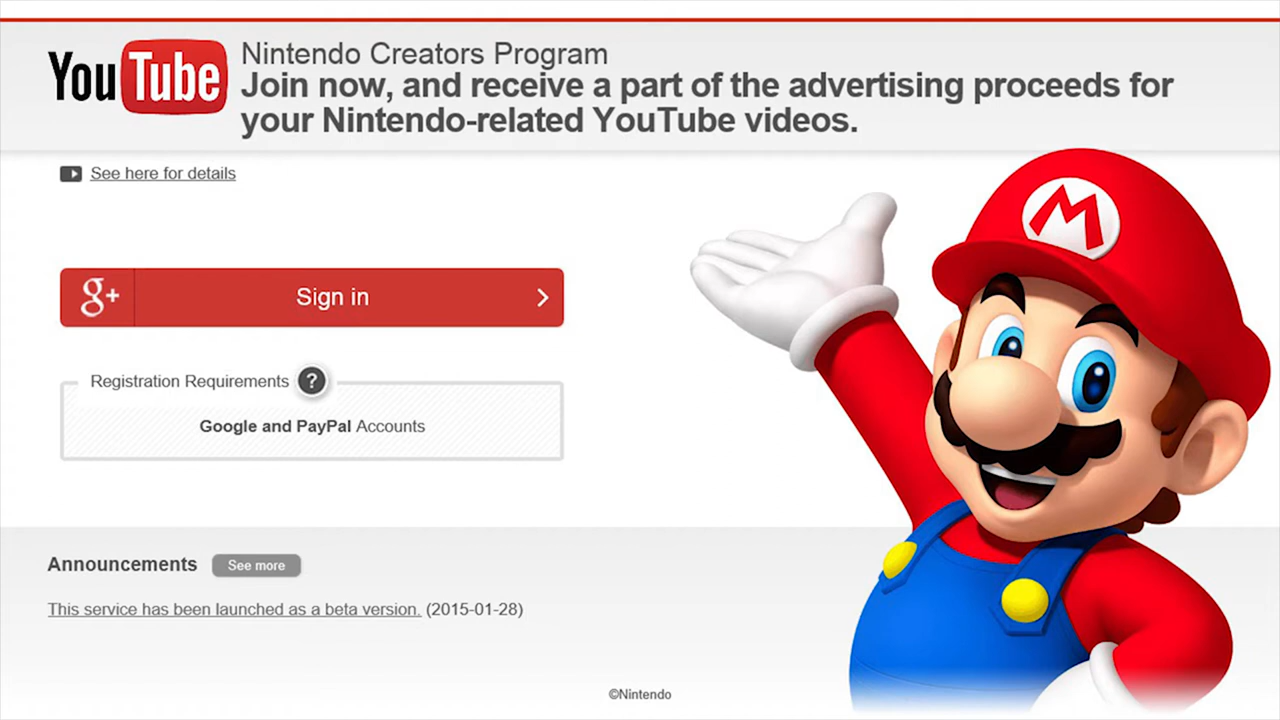 YouTube
Nintendo Creators Program
Join now, and receive a part of the advertising proceeds for
your Nintendo-related YouTube videos.
See here for details
g+ Sign in
Registration Requirements ?
Google and PayPal Accounts
Announcements See more
This service has been launched as a beta version. (2015-01-28)
©Nintendo
M